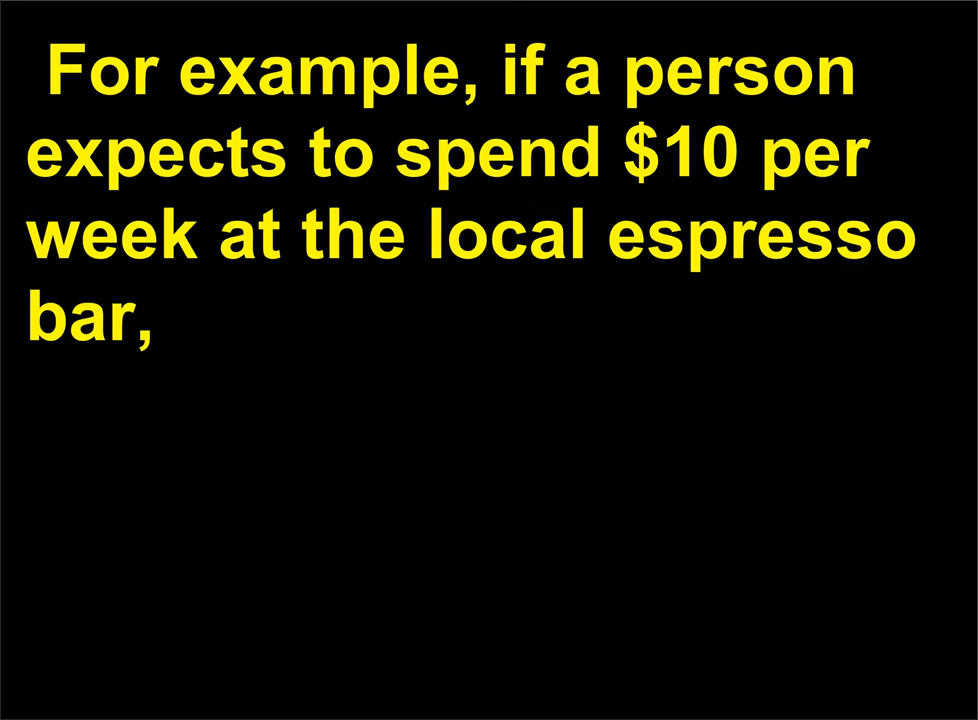 For example, if a person
expects to spend $10 per
week at the local espresso
bar,